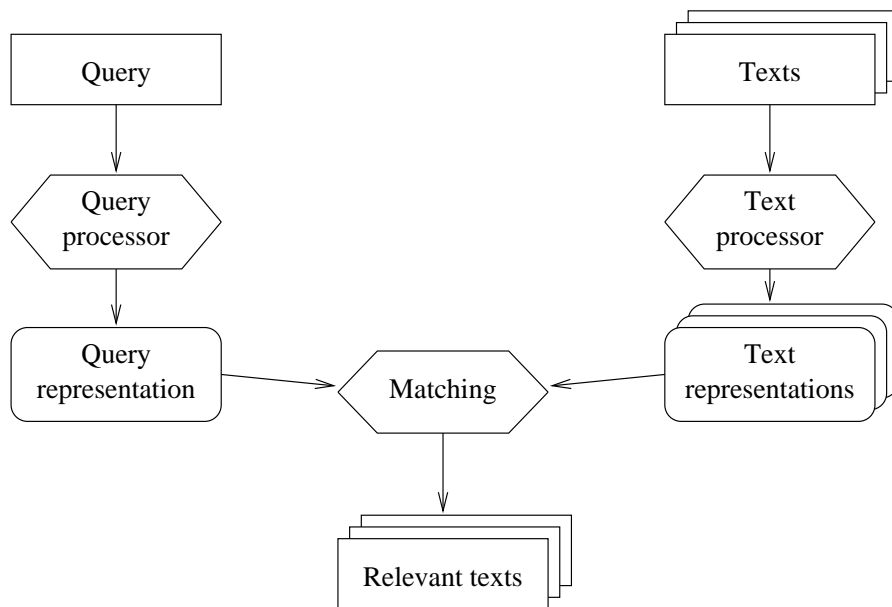 Query
Texts
Query
processor
Text
processor
Query
representation
Matching
Text
representations
Relevant texts